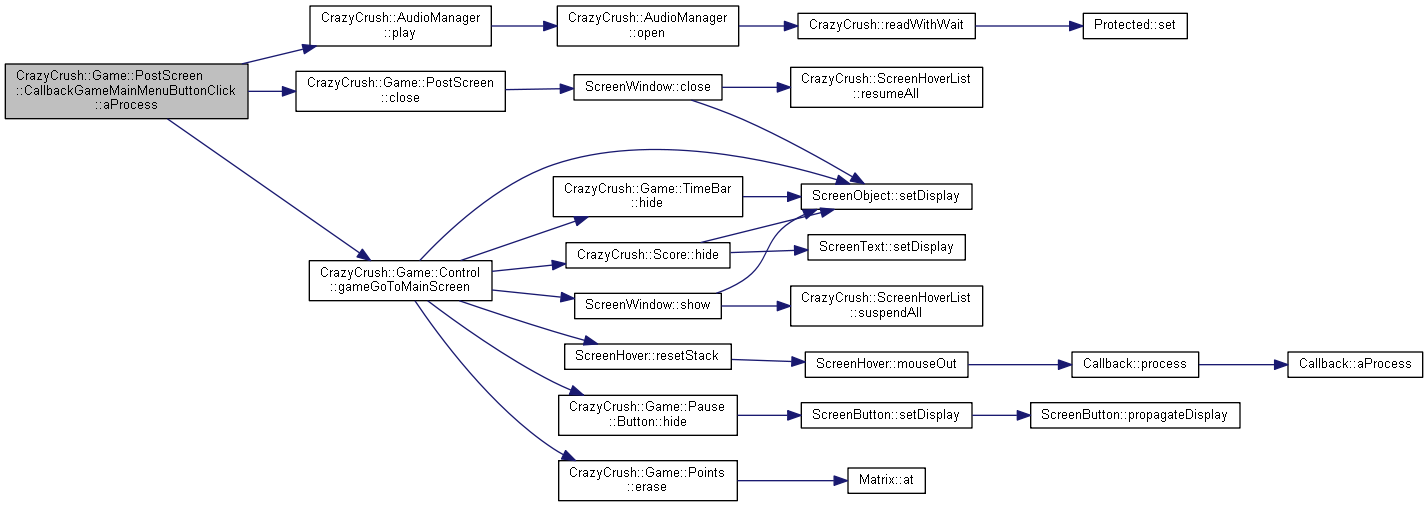 CrazyCrush::Game::PostScreen
::CallbackGameMainMenuButtonClick
::aProcess
CrazyCrush::AudioManager
::play
CrazyCrush::AudioManager
::open
CrazyCrush::readWithWait
Protected::set
CrazyCrush::Game::PostScreen
::close
ScreenWindow::close
CrazyCrush::ScreenHoverList
::resumeAll
CrazyCrush::Game::Control
::gameGoToMainScreen
CrazyCrush::Game::TimeBar
::hide
ScreenObject::setDisplay
CrazyCrush::Score::hide
ScreenText::setDisplay
ScreenWindow::show
CrazyCrush::ScreenHoverList
::suspendAll
ScreenHover::resetStack
ScreenHover::mouseOut
Callback::process
Callback::aProcess
CrazyCrush::Game::Pause
::Button::hide
ScreenButton::setDisplay
ScreenButton::propagateDisplay
CrazyCrush::Game::Points
::erase
Matrix::at